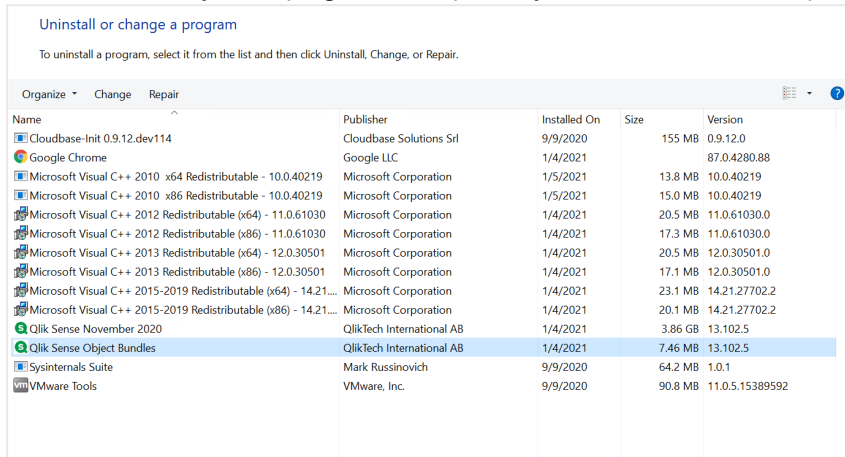 Uninstall or change a program
To uninstall a program, select it from the list and then click Uninstall, Change, or Repair.
Organize Change Repair
Name Publisher Installed On Size Version
Cloudbase-Init 0.9.12.dev114 Cloudbase Solutions Srl 9/9/2020 155 MB 0.9.12.0
Google Chrome Google LLC 1/4/2021 87.0.4280.88
Microsoft Visual C++ 2010 x64 Redistributable - 10.0.40219 Microsoft Corporation 1/5/2021 13.8 MB 10.0.40219
Microsoft Visual C++ 2010 x86 Redistributable - 10.0.40219 Microsoft Corporation 1/5/2021 15.0 MB 10.0.40219
Microsoft Visual C++ 2012 Redistributable (x64) - 11.0.61030 Microsoft Corporation 1/4/2021 20.5 MB 11.0.61030.0
Microsoft Visual C++ 2012 Redistributable (x86) - 11.0.61030 Microsoft Corporation 1/4/2021 17.3 MB 11.0.61030.0
Microsoft Visual C++ 2013 Redistributable (x64) - 12.0.30501 Microsoft Corporation 1/4/2021 20.5 MB 12.0.30501.0
Microsoft Visual C++ 2013 Redistributable (x86) - 12.0.30501 Microsoft Corporation 1/4/2021 17.1 MB 12.0.30501.0
Microsoft Visual C++ 2015-2019 Redistributable (x64) - 14.21.... Microsoft Corporation 1/4/2021 23.1 MB 14.21.27702.2
Microsoft Visual C++ 2015-2019 Redistributable (x86) - 14.21.... Microsoft Corporation 1/4/2021 20.1 MB 14.21.27702.2
Qlik Sense November 2020 QlikTech International AB 1/4/2021 3.86 GB 13.102.5
Qlik Sense Object Bundles QlikTech International AB 1/4/2021 7.46 MB 13.102.5
Sysinternals Suite Mark Russinovich 9/9/2020 64.2 MB 1.0.1
VMware Tools VMware, Inc. 9/9/2020 90.8 MB 11.0.5.15389592